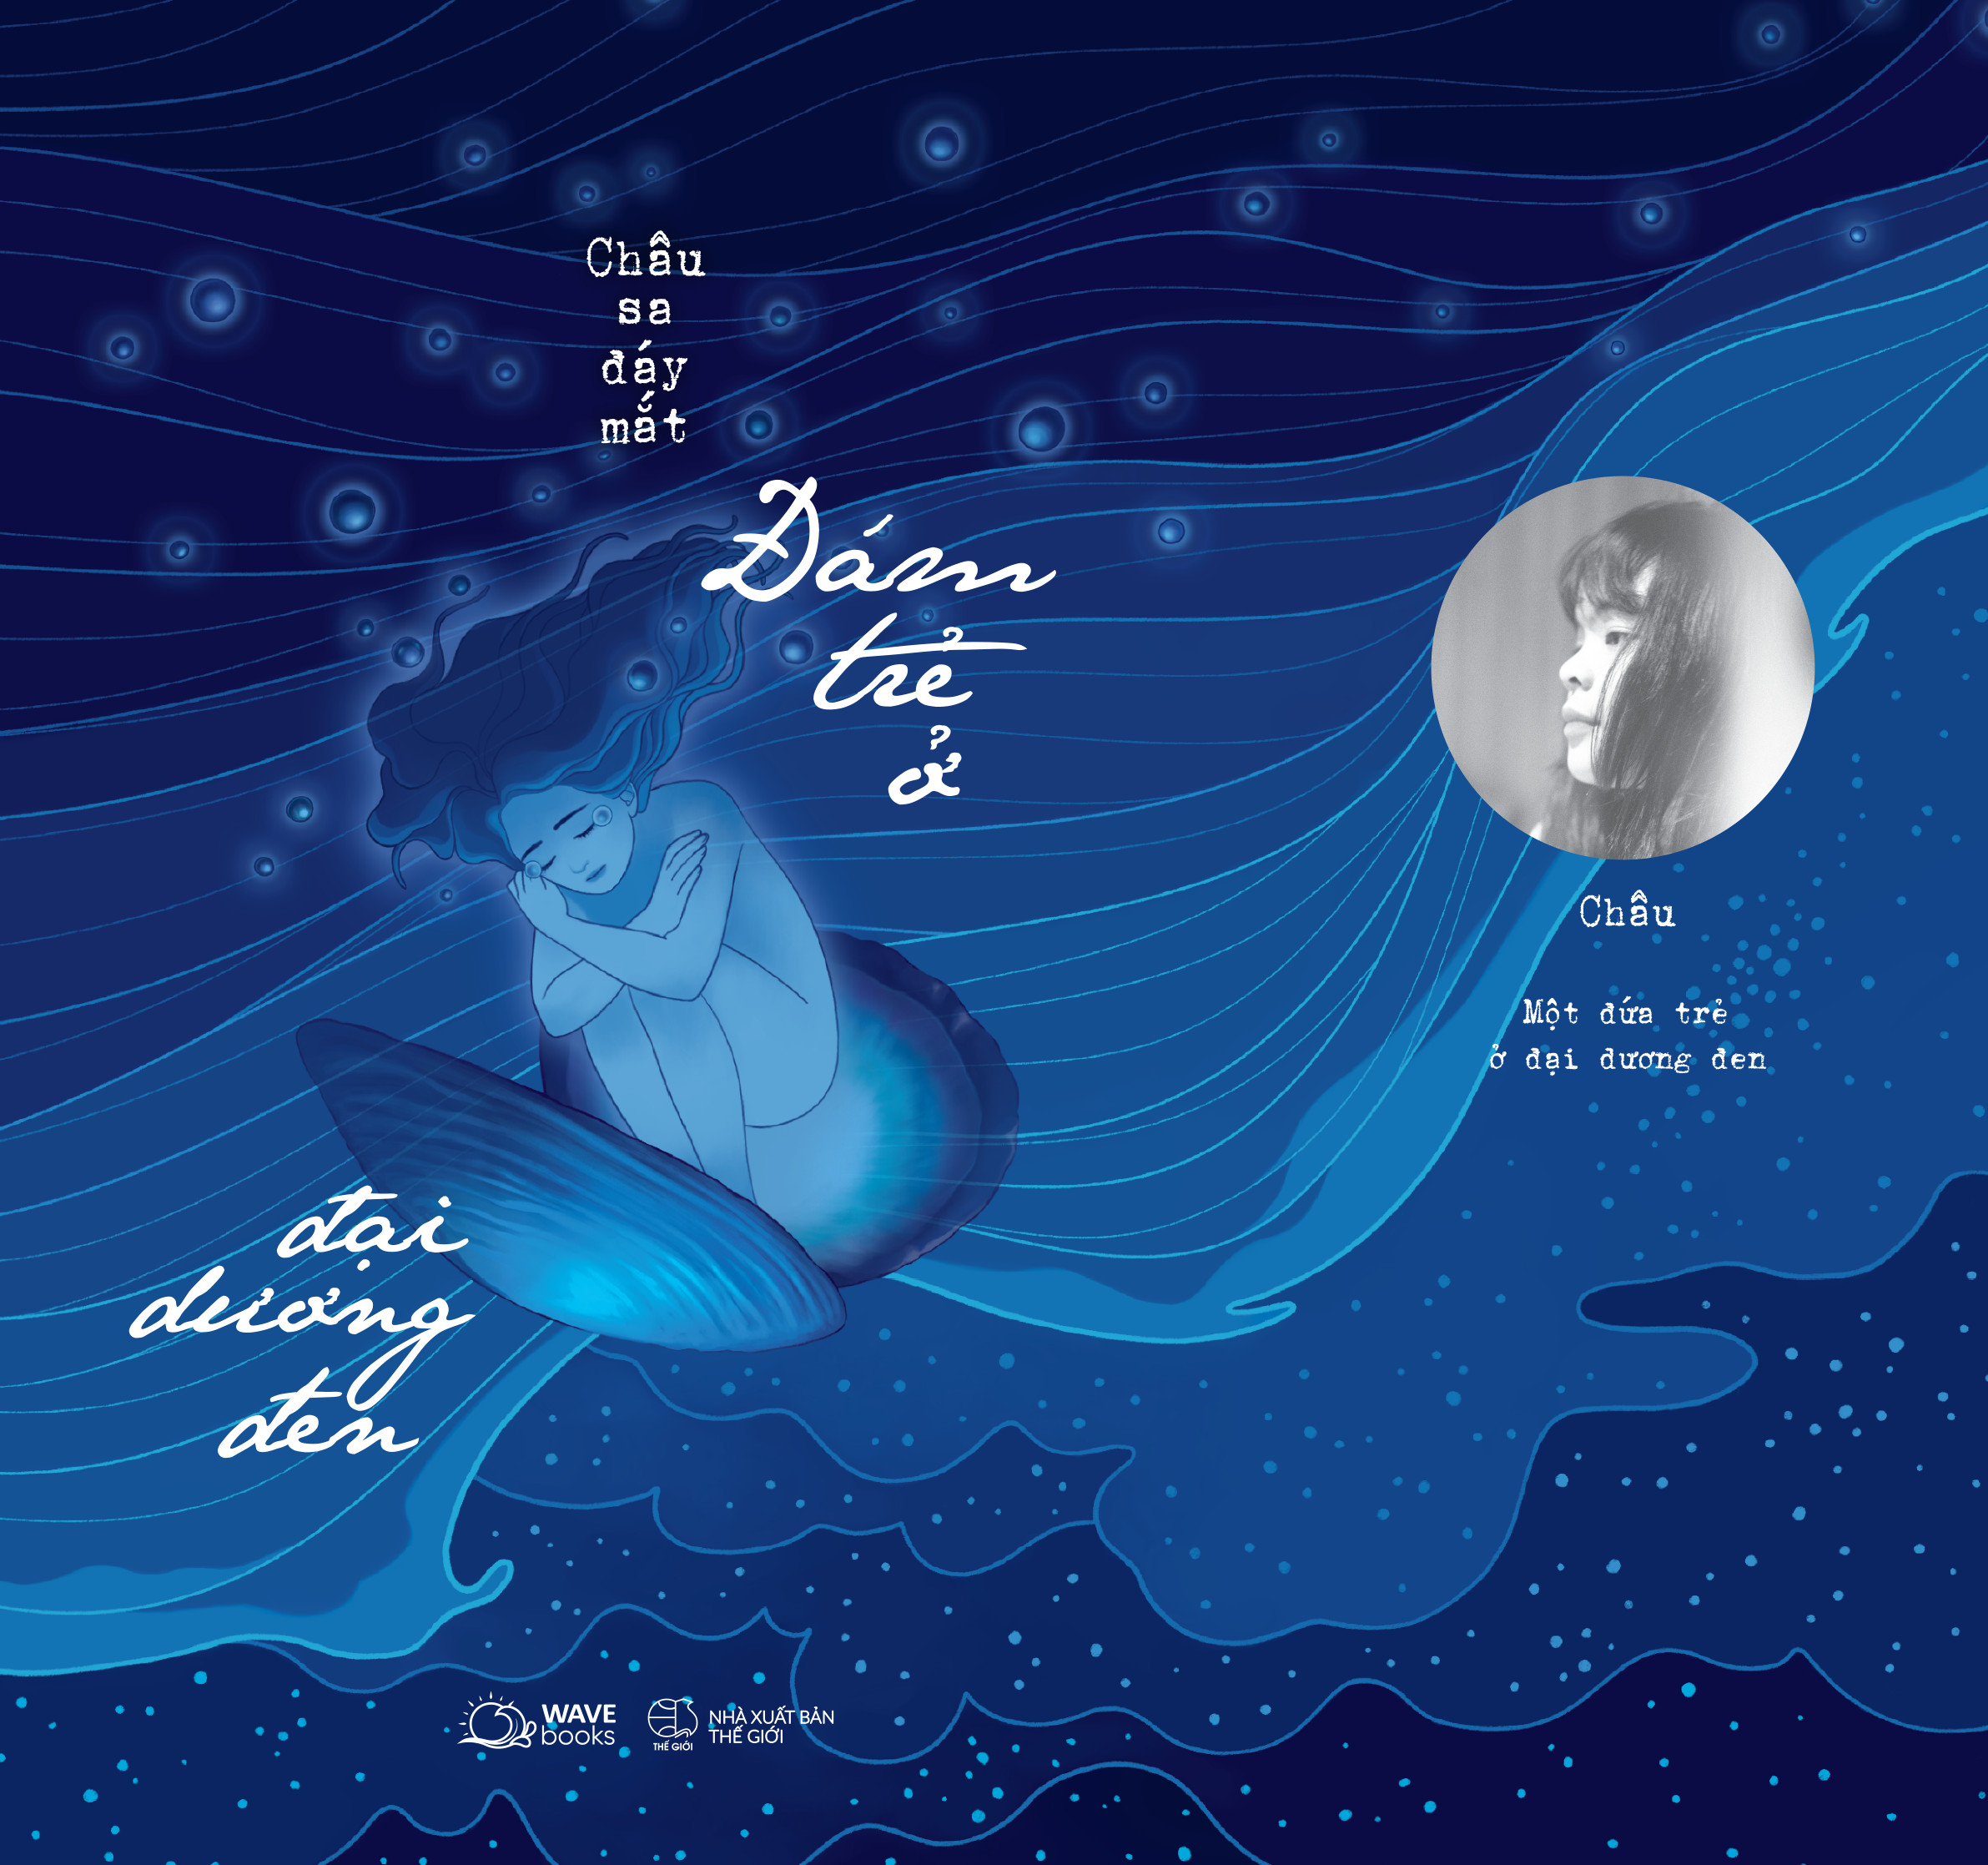 Châu
sa
đáy
mắt
Đám
trẻ
ở
đại
dương
đen
Châu
Một đứa trẻ
ở đại dương đen
WAVE
books
THẾ GIỚI
NHÀ XUẤT BẢN
THẾ GIỚI